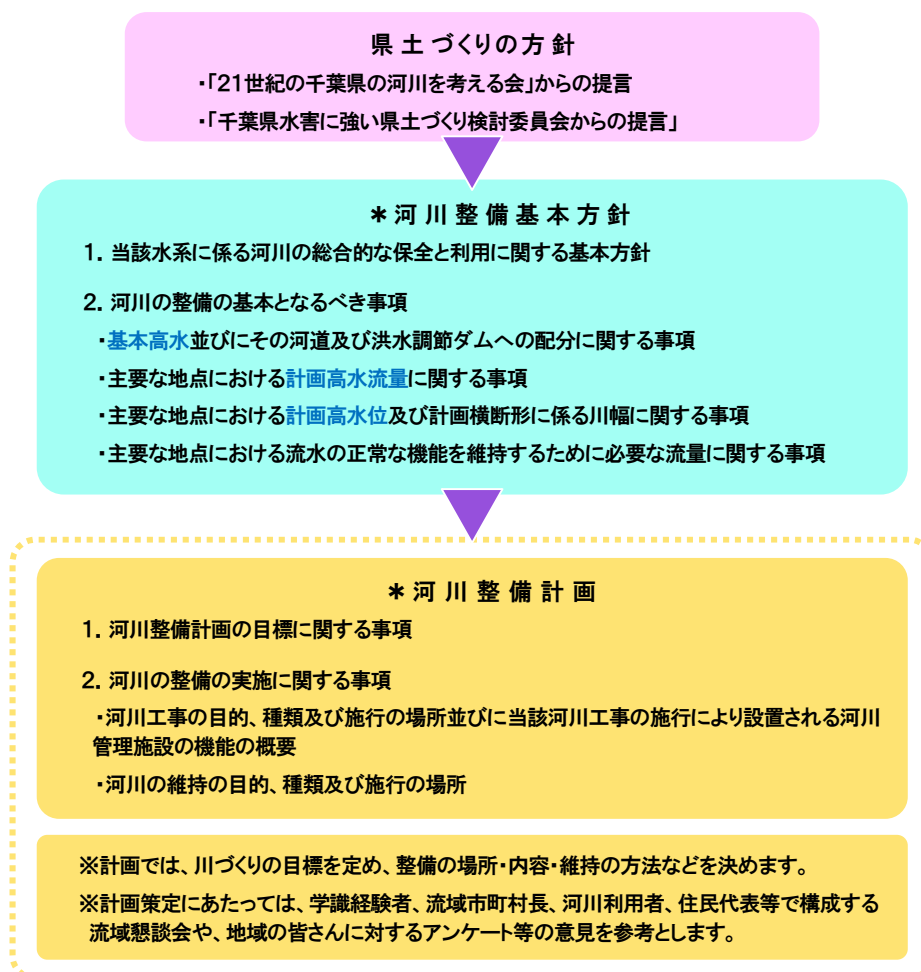 県土づくりの方針
・「21世紀の千葉県の河川を考える会」からの提言
・「千葉県水害に強い県土づくり検討委員会からの提言」
＊河川整備基本方針
1．当該水系に係る河川の総合的な保全と利用に関する基本方針
2．河川の整備の基本となるべき事項
・基本高水並びにその河道及び洪水調節ダムへの配分に関する事項
・主要な地点における計画高水流量に関する事項
・主要な地点における計画高水位及び計画横断形に係る川幅に関する事項
・主要な地点における流水の正常な機能を維持するために必要な流量に関する事項
＊河川整備計画
1．河川整備計画の目標に関する事項
2．河川の整備の実施に関する事項
・河川工事の目的、種類及び施行の場所並びに当該河川工事の施行により設置される河川
管理施設の機能の概要
・河川の維持の目的、種類及び施行の場所
※計画では、川づくりの目標を定め、整備の場所・内容・維持の方法などを決めます。
※計画策定にあたっては、学識経験者、流域市町村長、河川利用者、住民代表等で構成する
流域懇談会や、地域の皆さんに対するアンケート等の意見を参考とします。